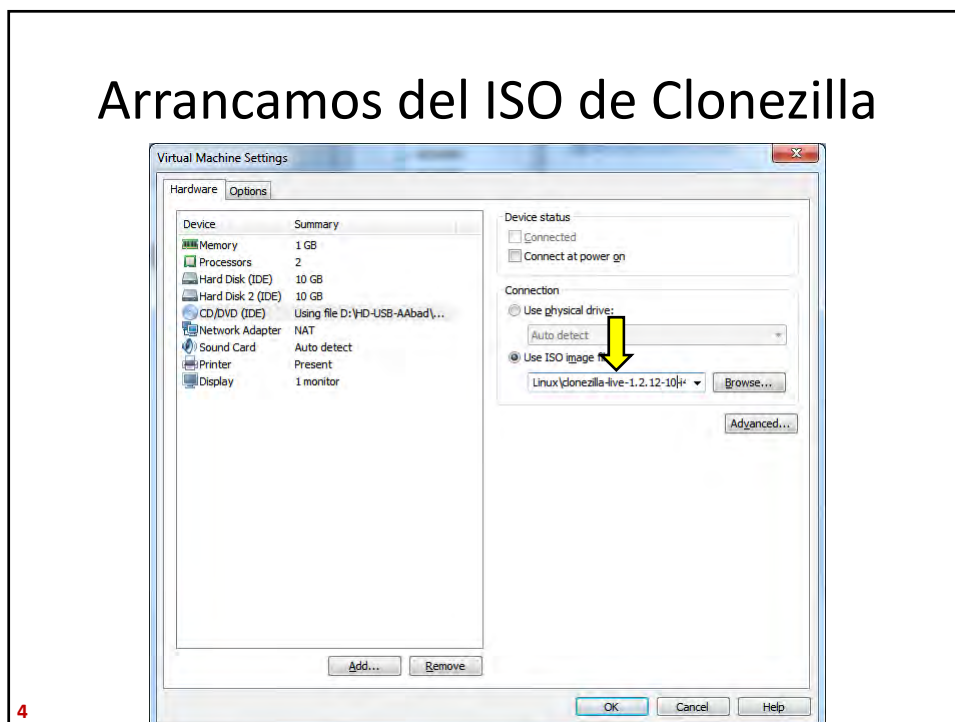 Arrancamos del ISO de Clonezilla
Virtual Machine Settings
Hardware Options
Device Summary
Memory 1 GB
Processors 2
Hard Disk (IDE) 10 GB
Hard Disk 2 (IDE) 10 GB
CD/DVD (IDE) Using file D:\HD-USB-AAbad\...
Network Adapter NAT
Sound Card Auto detect
Printer Present
Display 1 monitor
Add... Remove
Device status
Connected
Connect at power on
Connection
Use physical drive:
Auto detect
Use ISO image
Linux\clonezilla-live-1.2.12-10
Browse...
Advanced...
OK Cancel Help
4